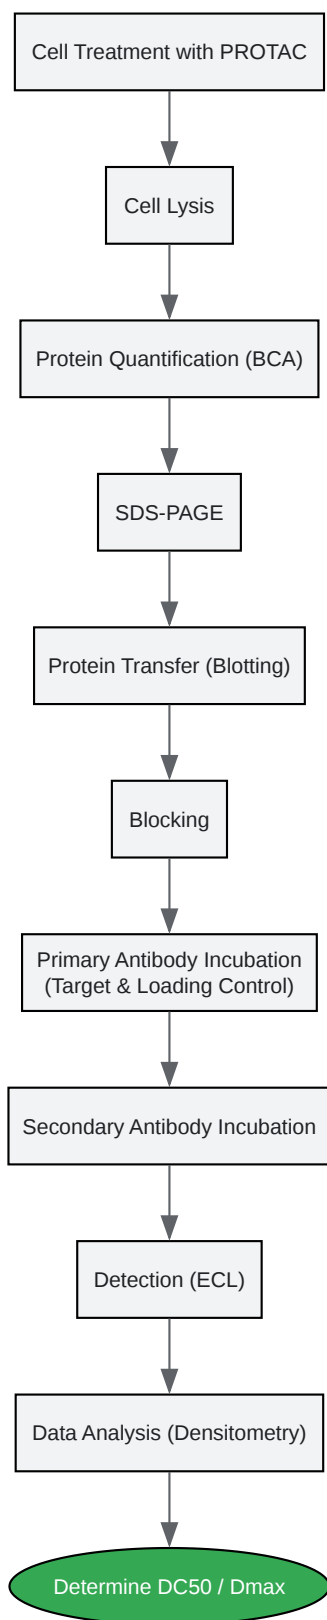 Cell Treatment with PROTAC
Cell Lysis
Protein Quantification (BCA)
SDS-PAGE
Protein Transfer (Blotting)
Blocking
Primary Antibody Incubation
(Target & Loading Control)
Secondary Antibody Incubation
Detection (ECL)
Data Analysis (Densitometry)
Determine DC50 / Dmax